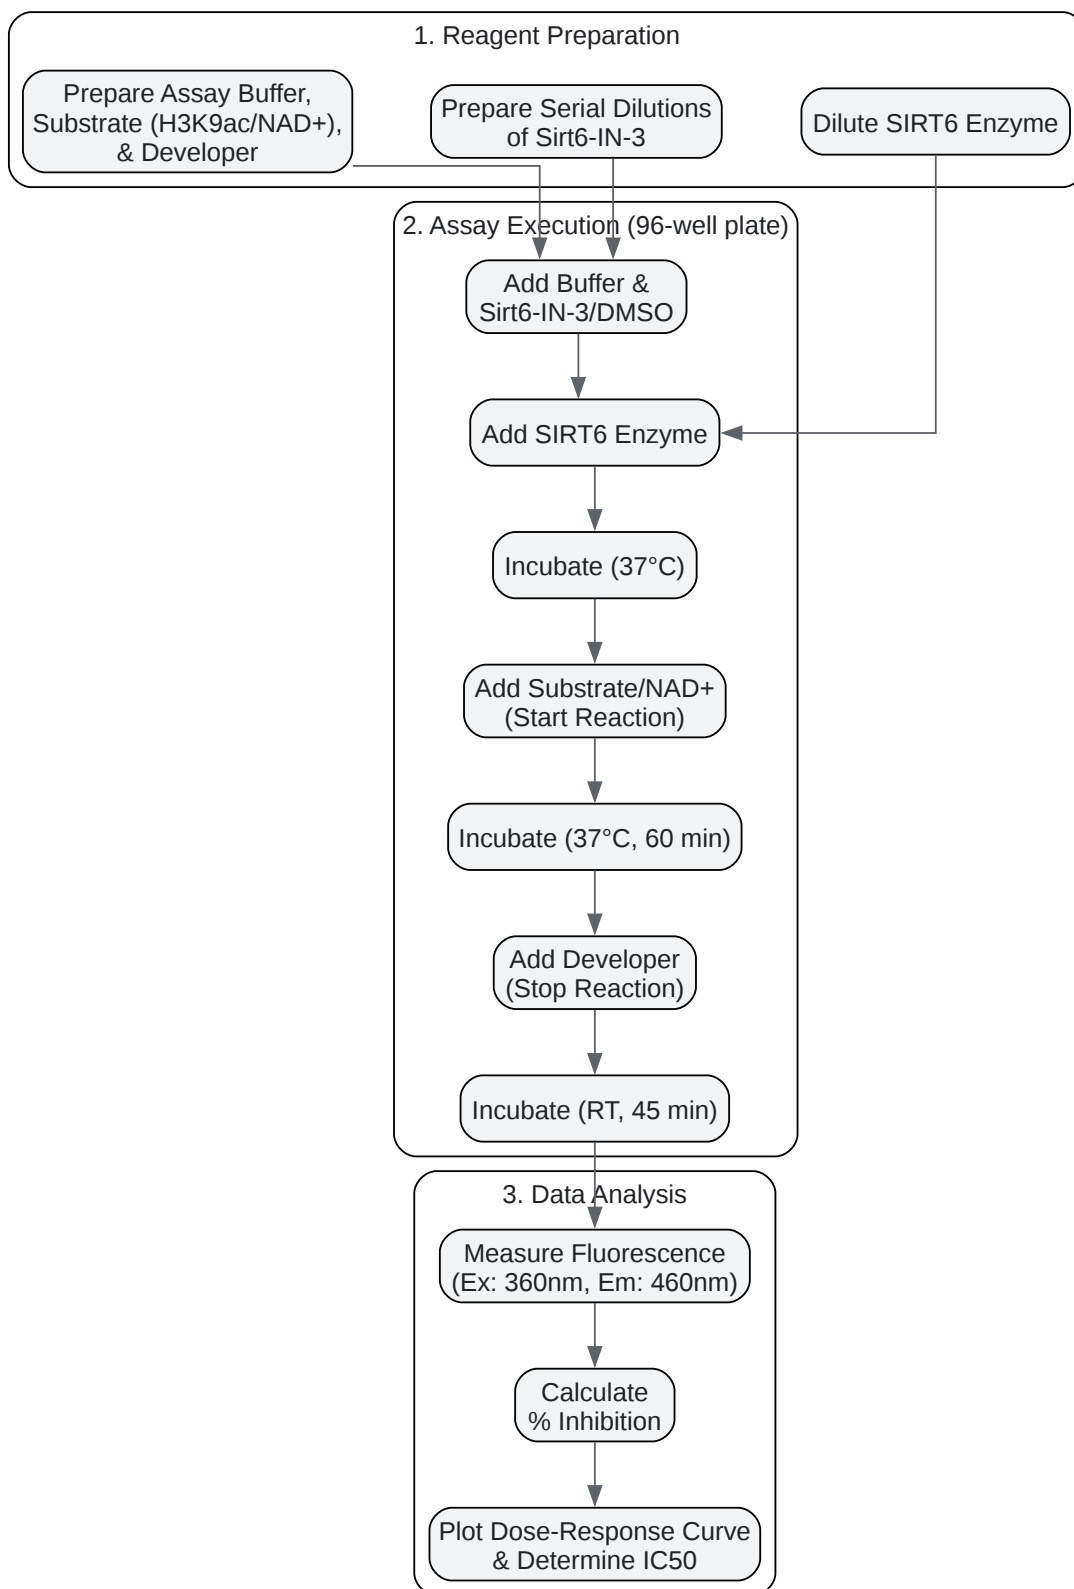 1. Reagent Preparation
Prepare Assay Buffer,
Substrate (H3K9ac/NAD+),
& Developer
Prepare Serial Dilutions
of Sirt6-IN-3
Dilute SIRT6 Enzyme
2. Assay Execution (96-well plate)
Add Buffer &
Sirt6-IN-3/DMSO
Add SIRT6 Enzyme
Incubate (37°C)
Add Substrate/NAD+
(Start Reaction)
Incubate (37°C, 60 min)
Add Developer
(Stop Reaction)
Incubate (RT, 45 min)
3. Data Analysis
Measure Fluorescence
(Ex: 360nm, Em: 460nm)
Calculate
% Inhibition
Plot Dose-Response Curve
& Determine IC50